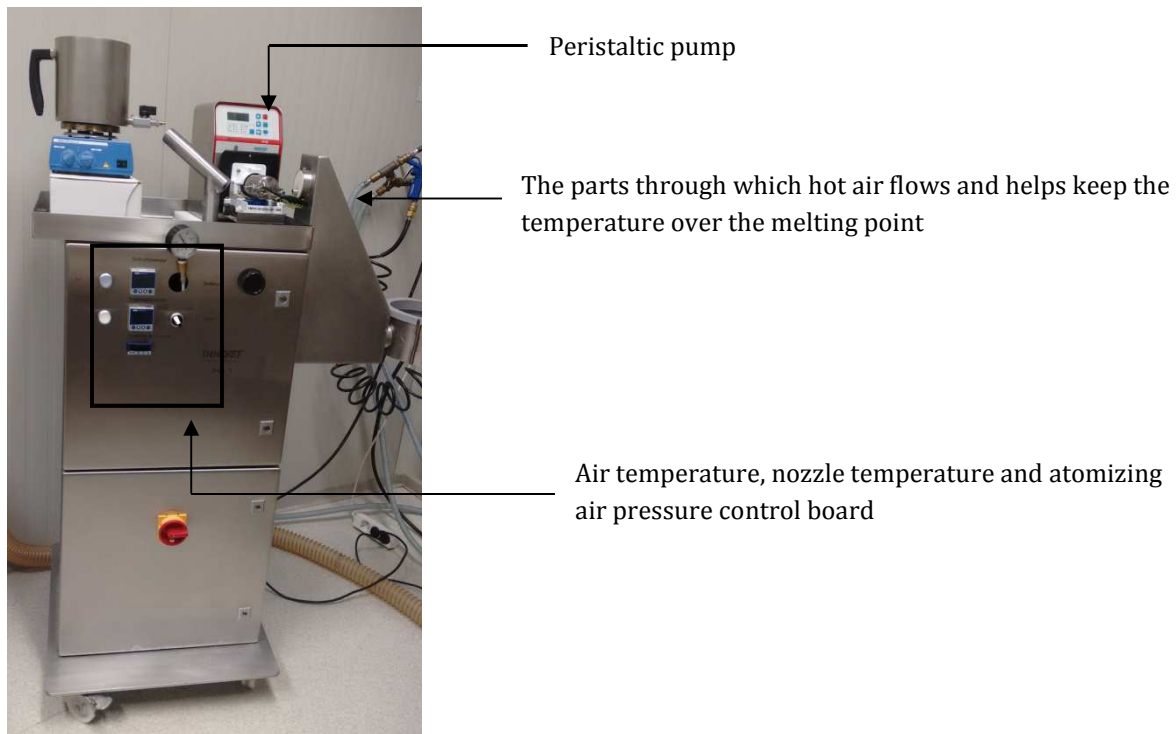 Peristaltic pump
The parts through which hot air flows and helps keep the
temperature over the melting point
Air temperature, nozzle temperature and atomizing
air pressure control board